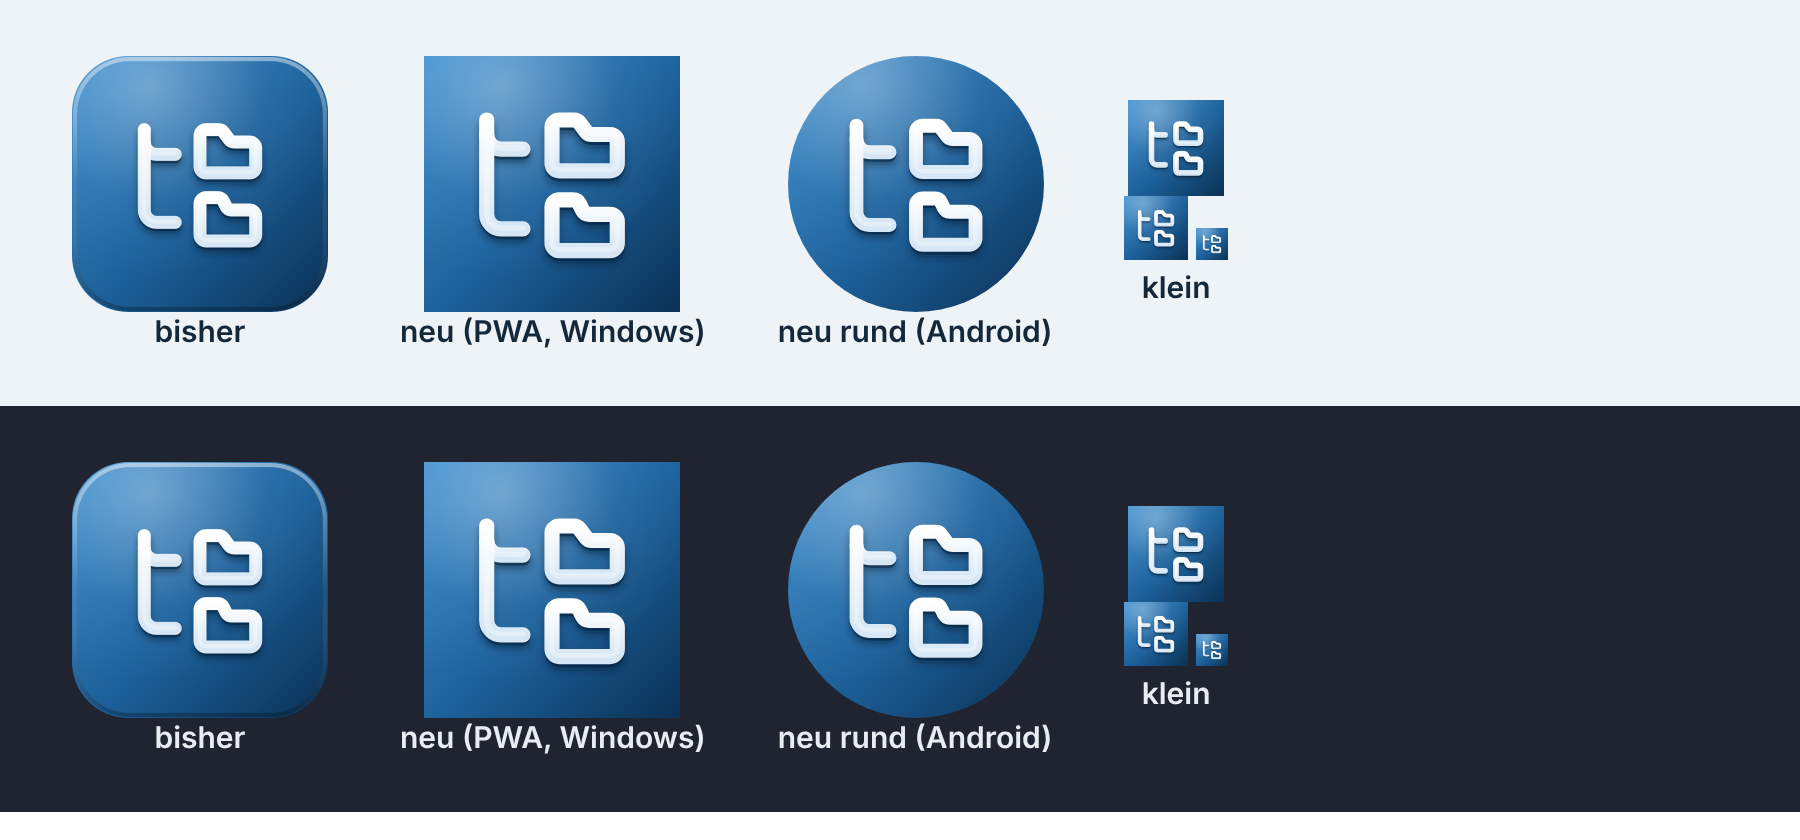 klein
bisher
neu (PWA, Windows)
neu rund (Android)
klein
bisher
neu (PWA, Windows)
neu rund (Android)